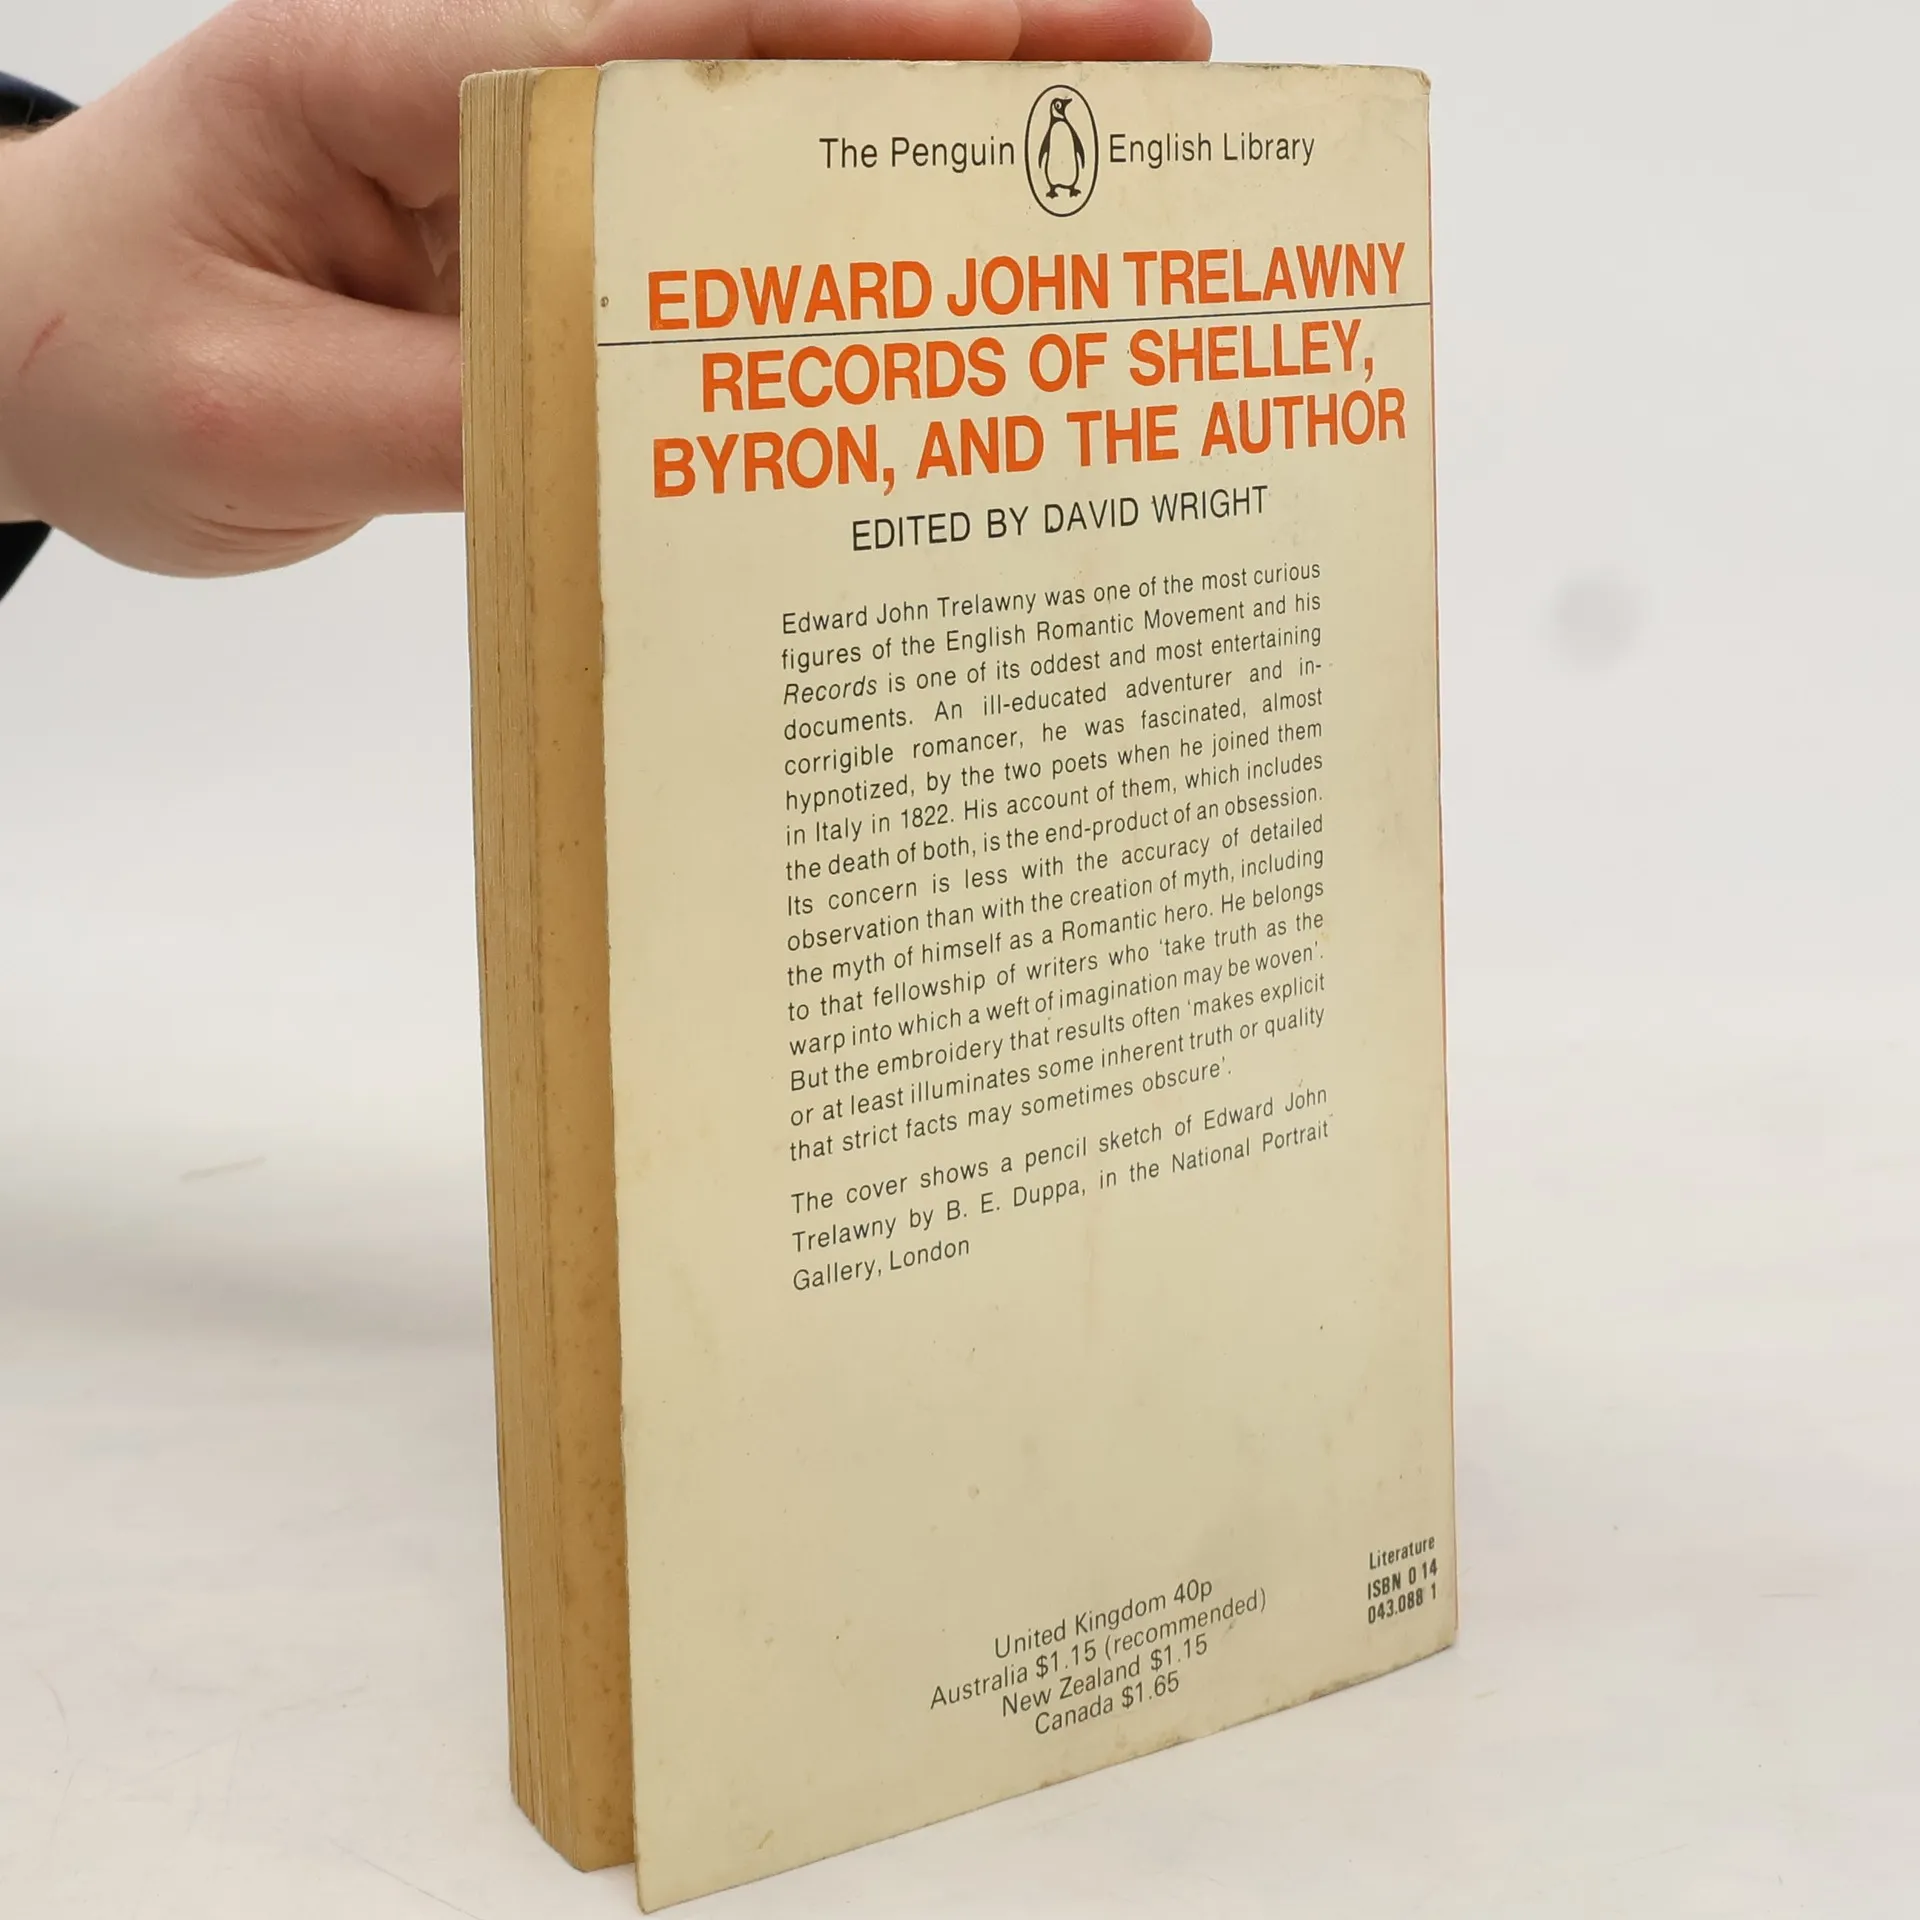 The Penguin English Library
EDWARD JOHN TRELAWNY
RECORDS OF SHELLEY,
BYRON, AND THE AUTHOR
EDITED BY DAVID WRIGHT
Edward John Trelawny was one of the most curious
figures of the English Romantic Movement and his
Records is one of its oddest and most entertaining
documents. An ill-educated adventurer and in-
corrigible romancer, he was fascinated, almost
hypnotized, by the two poets when he joined them
in Italy in 1822. His account of them, which includes
the death of both, is the end-product of an obsession.
Its concern is less with the accuracy of detailed
observation than with the creation of myth, including
the myth of himself as a Romantic hero. He belongs
to that fellowship of writers who ‘take truth as the
warp into which a weft of imagination may be woven’.
But the embroidery that results often ‘makes explicit
or at least illuminates some inherent truth or quality
that strict facts may sometimes obscure’.
The cover shows a pencil sketch of Edward John
Trelawny by B. E. Duppa, in the National Portrait
Gallery, London
United Kingdom 40p
Australia $1.15 (recommended)
New Zealand $1.15
Canada $1.65
Literature
ISBN 0 14
043.088 1